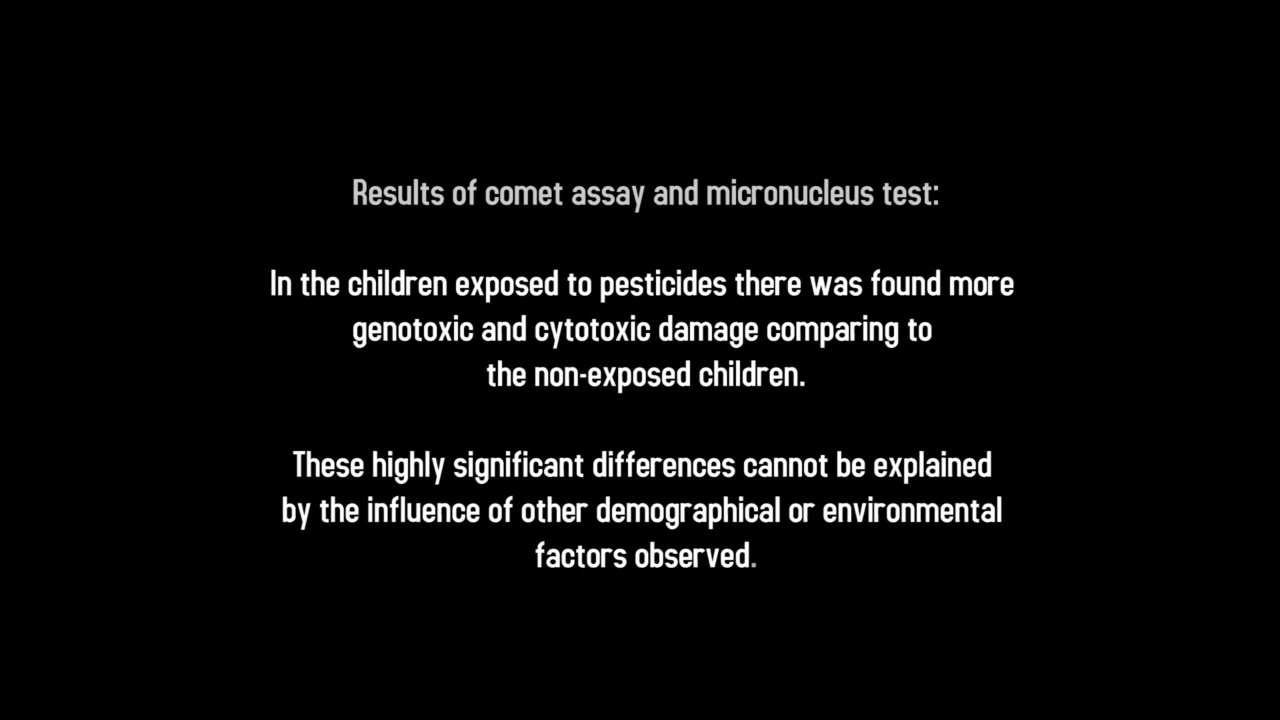 Results of comet assay and micronucleus test:
In the children exposed to pesticides there was found more
genotoxic and cytotoxic damage comparing to
the non-exposed children.
These highly significant differences cannot be explained
by the influence of other demographical or environmental
factors observed.